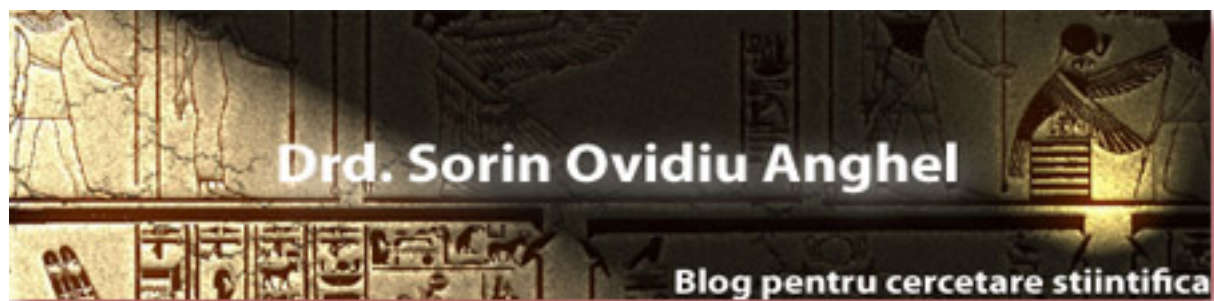 Drd. Sorin Ovidiu Anghel
Blog pentru cercetare stiintifica